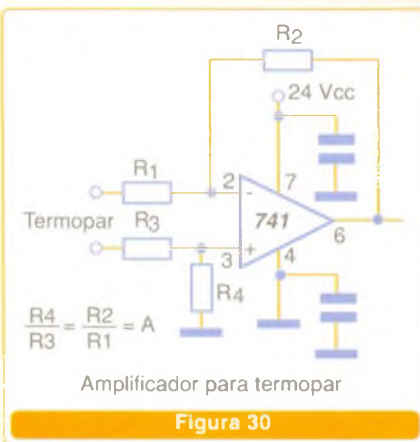 R2
24 Vcc
R1
2
7
Termopar
R3
-
741
6
+
3
4
R4
R4/R3 = R2/R1 = A
Amplificador para termopar
Figura 30